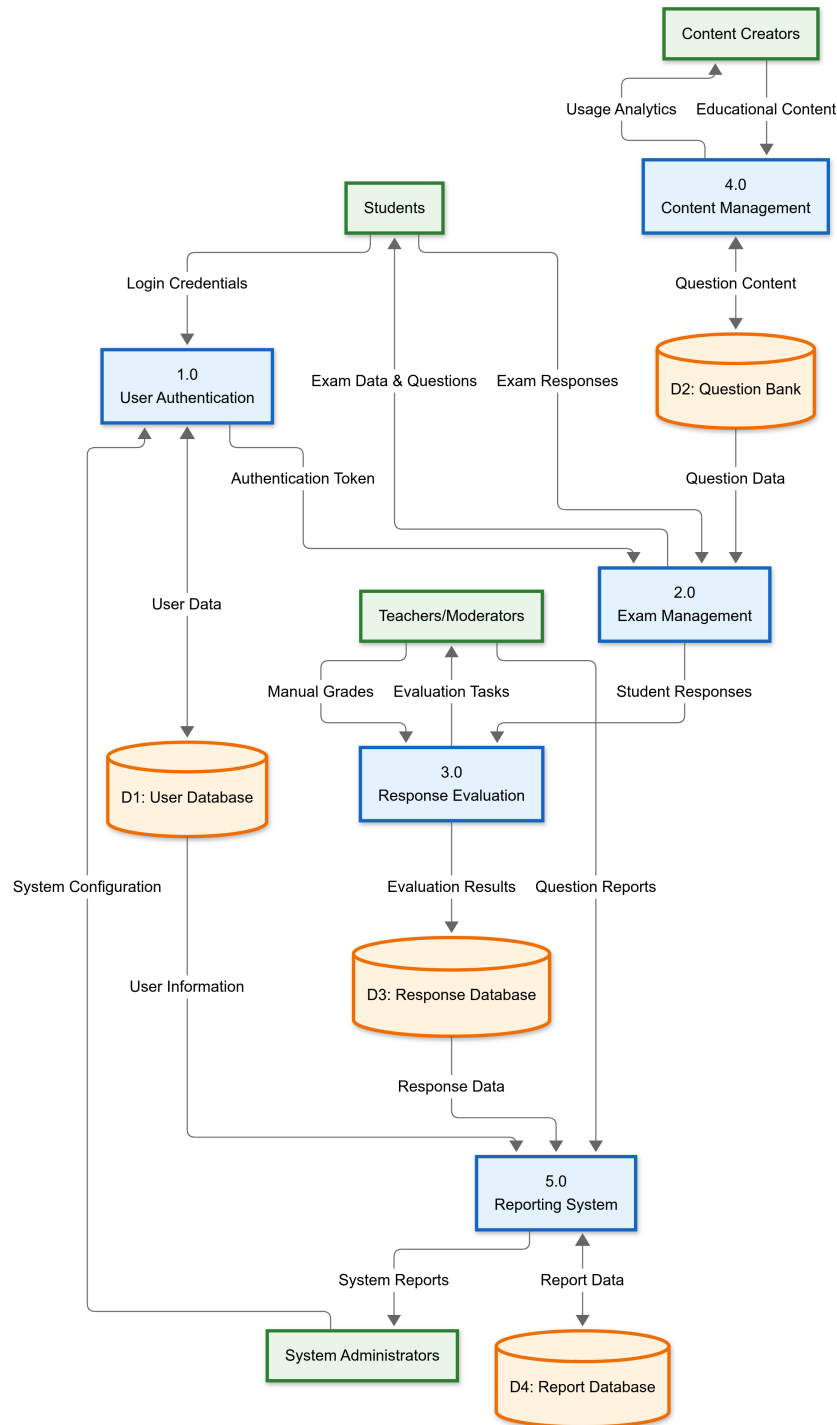 Content Creators
Usage Analytics
Educational Content
4.0
Content Management
Students
Login Credentials
Question Content
1.0
User Authentication
Exam Data & Questions
Exam Responses
D2: Question Bank
Authentication Token
Question Data
User Data
Teachers/Moderators
2.0
Exam Management
Manual Grades
Evaluation Tasks
Student Responses
3.0
Response Evaluation
D1: User Database
System Configuration
Evaluation Results
Question Reports
User Information
D3: Response Database
Response Data
5.0
Reporting System
System Reports
Report Data
System Administrators
D4: Report Database